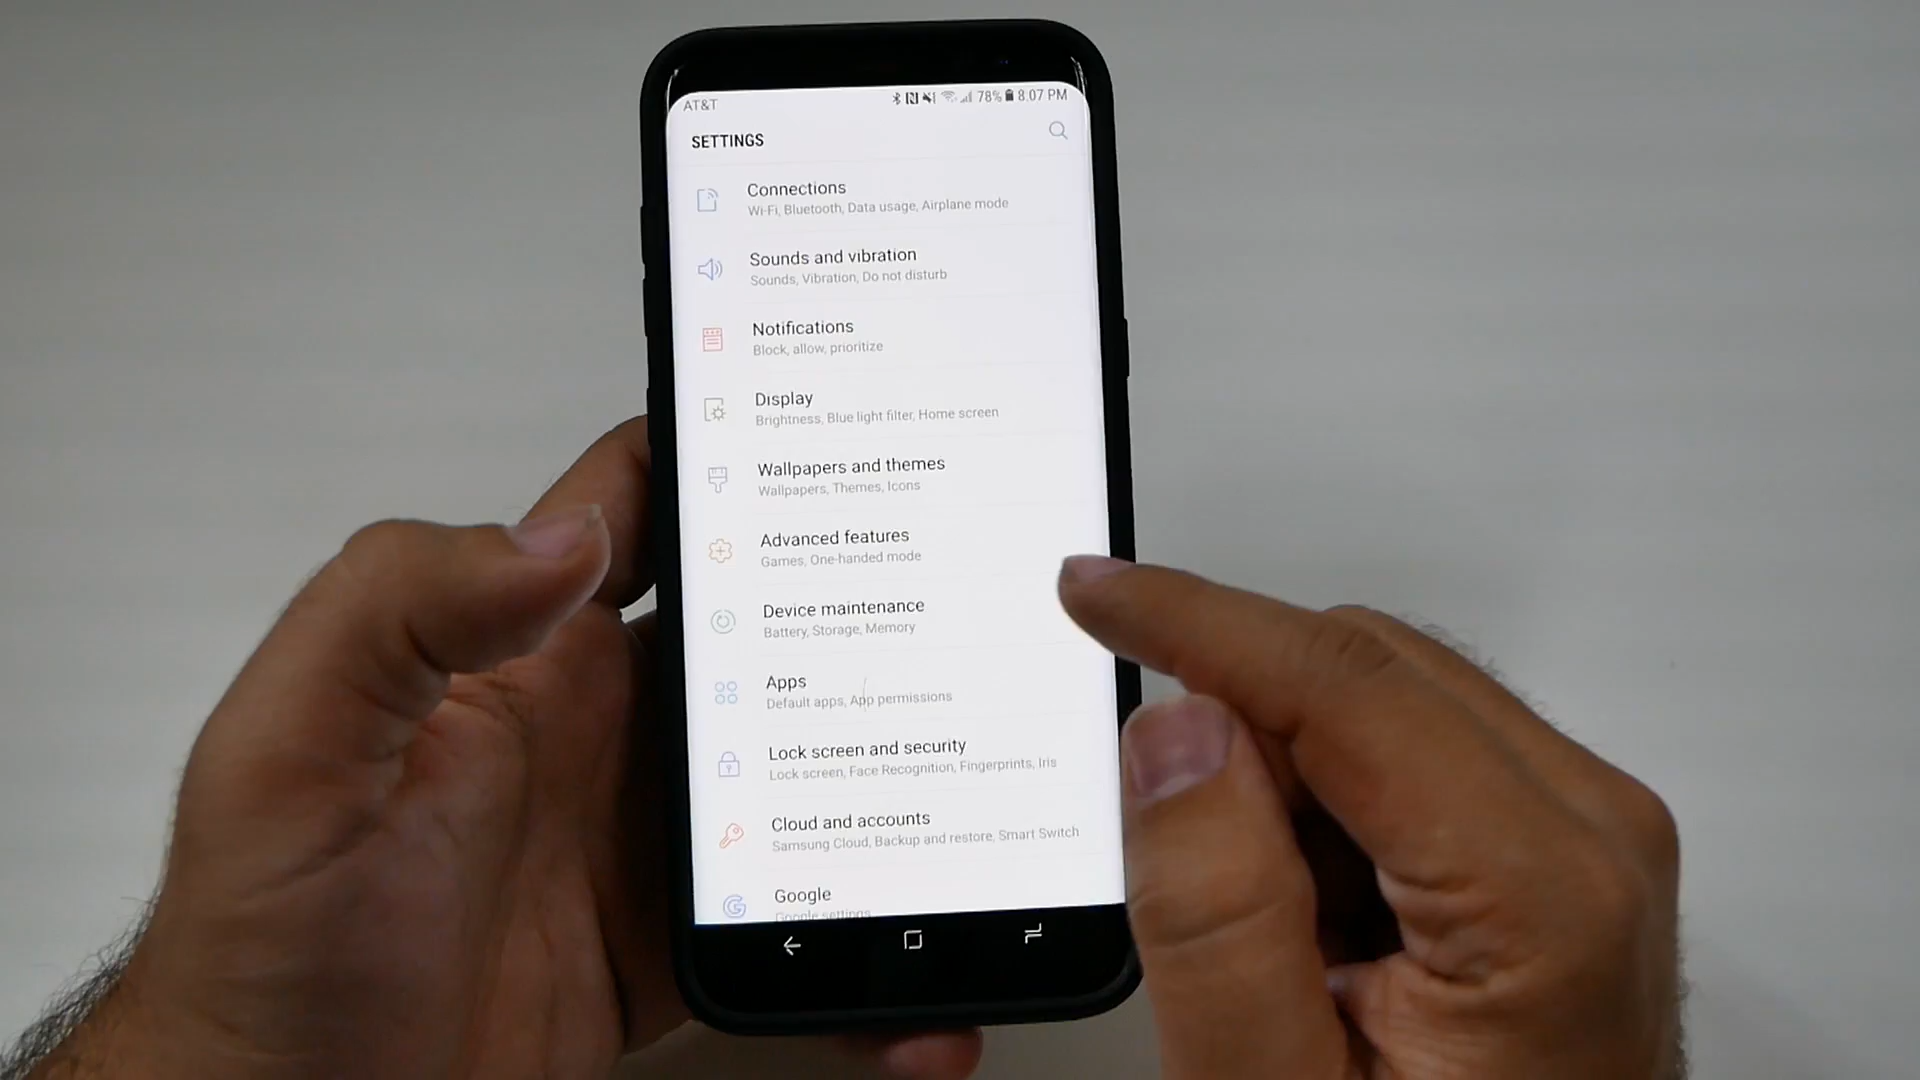 AT&T 78% 8:07 PM
SETTINGS
Connections
Wi-Fi, Bluetooth, Data usage, Airplane mode
Sounds and vibration
Sounds, Vibration, Do not disturb
Notifications
Block, allow, prioritize
Display
Brightness, Blue light filter, Home screen
Wallpapers and themes
Wallpapers, Themes, Icons
Advanced features
Games, One-handed mode
Device maintenance
Battery, Storage, Memory
Apps
Default apps, App permissions
Lock screen and security
Lock screen, Face Recognition, Fingerprints, Iris
Cloud and accounts
Samsung Cloud, Backup and restore, Smart Switch
Google
Google settings